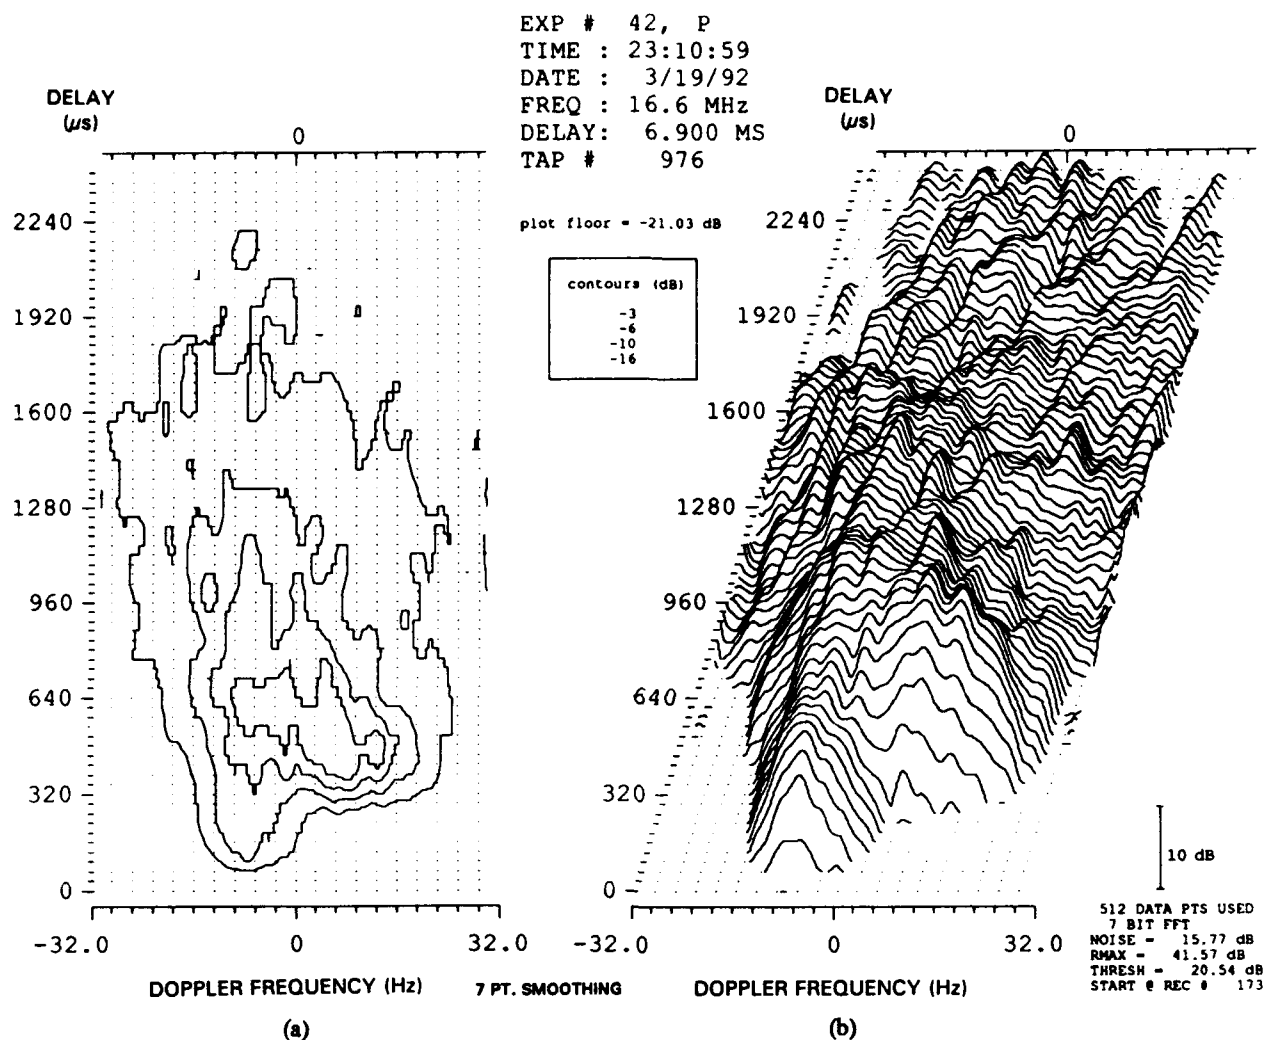 EXP # 42, P
TIME : 23:10:59
DATE : 3/19/92
FREQ : 16.6 MHz
DELAY: 6.900 MS
TAP # 976
plot floor = -21.03 dB
contours (dB)
-3
-6
-10
-16
DELAY
(µs)
0
2240
1920
1600
1280
960
640
320
0
-32.0 0 32.0
DOPPLER FREQUENCY (Hz)
(a)
7 PT. SMOOTHING
DELAY
(µs)
0
2240
1920
1600
1280
960
640
320
0
-32.0 0 32.0
DOPPLER FREQUENCY (Hz)
(b)
10 dB
512 DATA PTS USED
7 BIT FFT
NOISE = 15.77 dB
RMAX = 41.57 dB
THRESH = 20.54 dB
START @ REC # 173